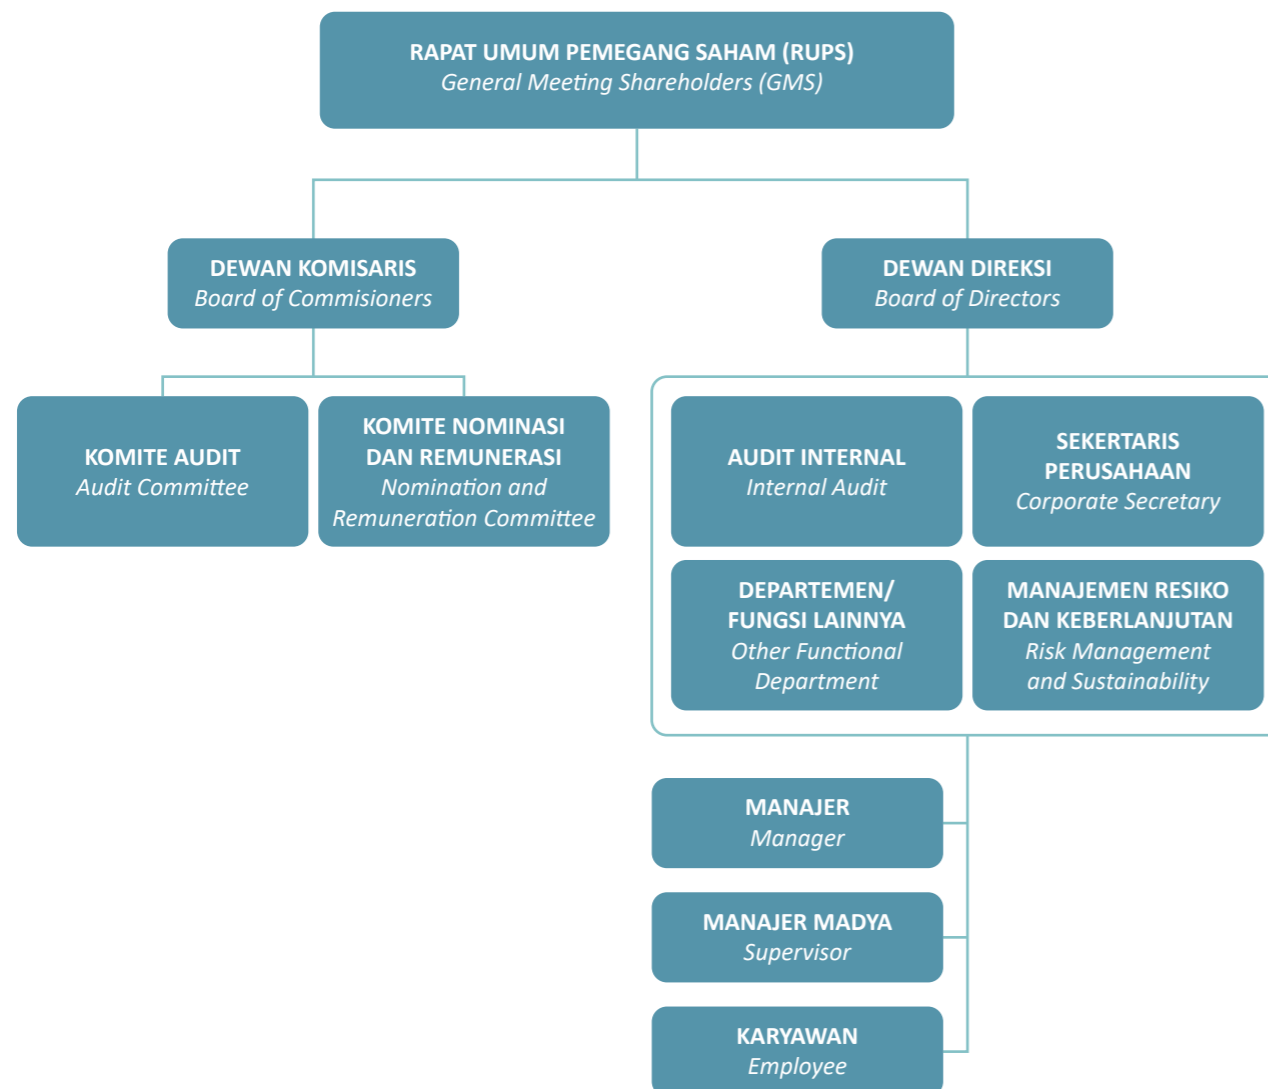 RAPAT UMUM PEMEGANG SAHAM (RUPS)
General Meeting Shareholders (GMS)
DEWAN KOMISARIS
Board of Commisioners
DEWAN DIREKSI
Board of Directors
KOMITE AUDIT
Audit Committee
KOMITE NOMINASI
DAN REMUNERASI
Nomination and
Remuneration Committee
AUDIT INTERNAL
Internal Audit
SEKERTARIS
PERUSAHAAN
Corporate Secretary
DEPARTEMEN/
FUNGSI LAINNYA
Other Functional
Department
MANAJEMEN RESIKO
DAN KEBERLANJUTAN
Risk Management
and Sustainability
MANAJER
Manager
MANAJER MADYA
Supervisor
KARYAWAN
Employee